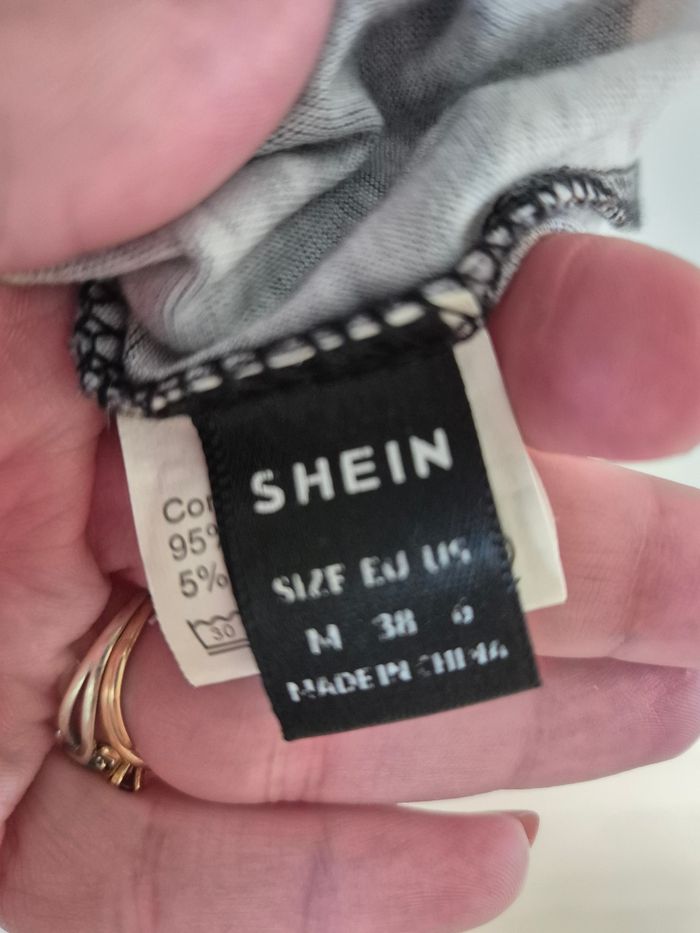 SHEIN
SIZE EU US
M 38 6
MADE IN CHINA
95%
5%
30